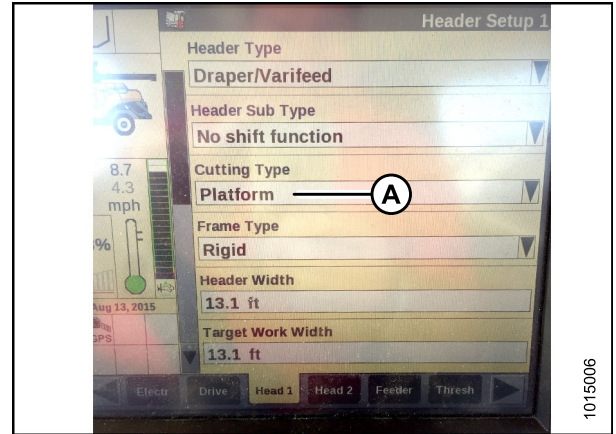 Header Setup 1
Header Type
Draper/Varifeed
Header Sub Type
No shift function
Cutting Type
Platform
A
Frame Type
Rigid
Header Width
13.1 ft
Target Work Width
13.1 ft
8.7
4.3
mph
%
Aug 13, 2015
GPS
Electr
Drive
Head 1
Head 2
Feeder
Thresh
1015006